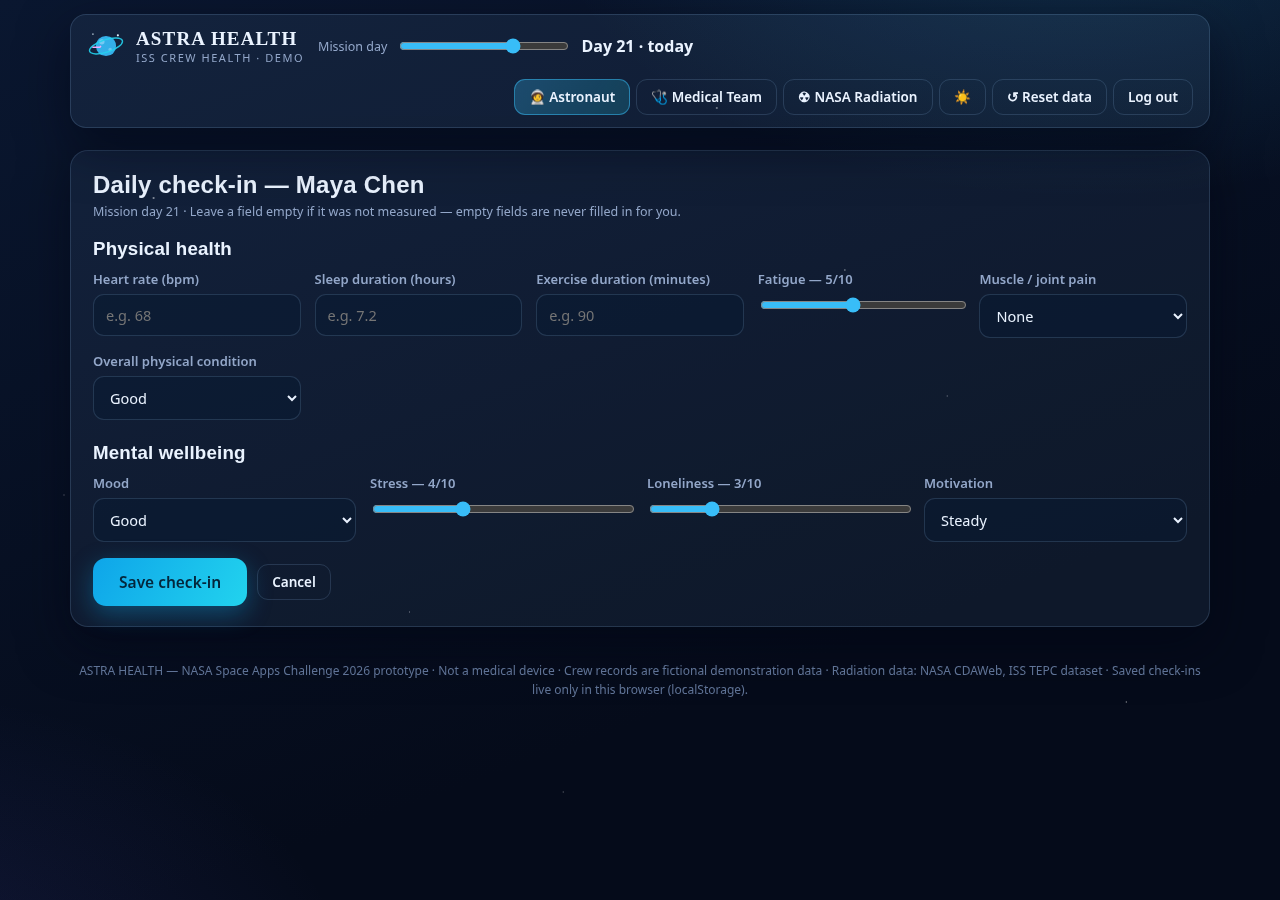 ASTRA HEALTH
ISS CREW HEALTH · DEMO
Mission day
Day 21 · today
🧑‍🚀 Astronaut
🩺 Medical Team
☢ NASA Radiation
☀️
↺ Reset data
Log out
Daily check-in — Maya Chen
Mission day 21 · Leave a field empty if it was not measured — empty fields are never filled in for you.
Physical health
Heart rate (bpm)
Sleep duration (hours)
Exercise duration (minutes)
Fatigue — 5/10
Muscle / joint pain
e.g. 68
e.g. 7.2
e.g. 90
None
Overall physical condition
Good
Mental wellbeing
Mood
Stress — 4/10
Loneliness — 3/10
Motivation
Good
Steady
Save check-in
Cancel
ASTRA HEALTH — NASA Space Apps Challenge 2026 prototype · Not a medical device · Crew records are fictional demonstration data · Radiation data: NASA CDAWeb, ISS TEPC dataset · Saved check-ins
live only in this browser (localStorage).